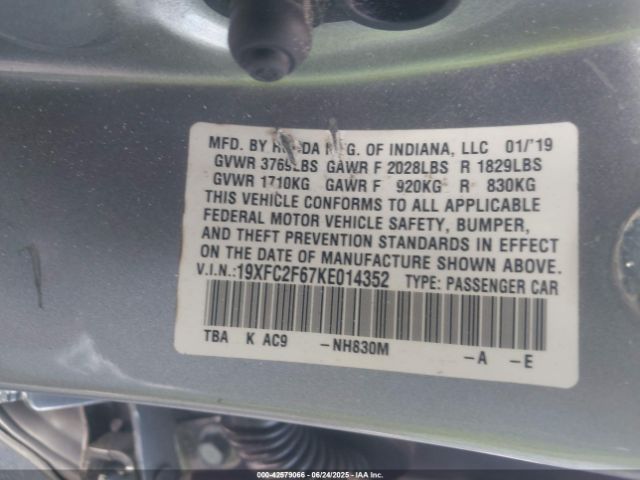 MFD. BY HONDA MFG. OF INDIANA, LLC 01/'19
GVWR 3769LBS GAWR F 2028LBS R 1829LBS
GVWR 1710KG GAWR F 920KG R 830KG
THIS VEHICLE CONFORMS TO ALL APPLICABLE
FEDERAL MOTOR VEHICLE SAFETY, BUMPER,
AND THEFT PREVENTION STANDARDS IN EFFECT
ON THE DATE OF MANUFACTURE SHOWN ABOVE.
V.I.N.:19XFC2F67KE014352 TYPE: PASSENGER CAR
TBA K AC9 -NH830M -A -E
000-42579066 - 06/24/2025 - IAA Inc.